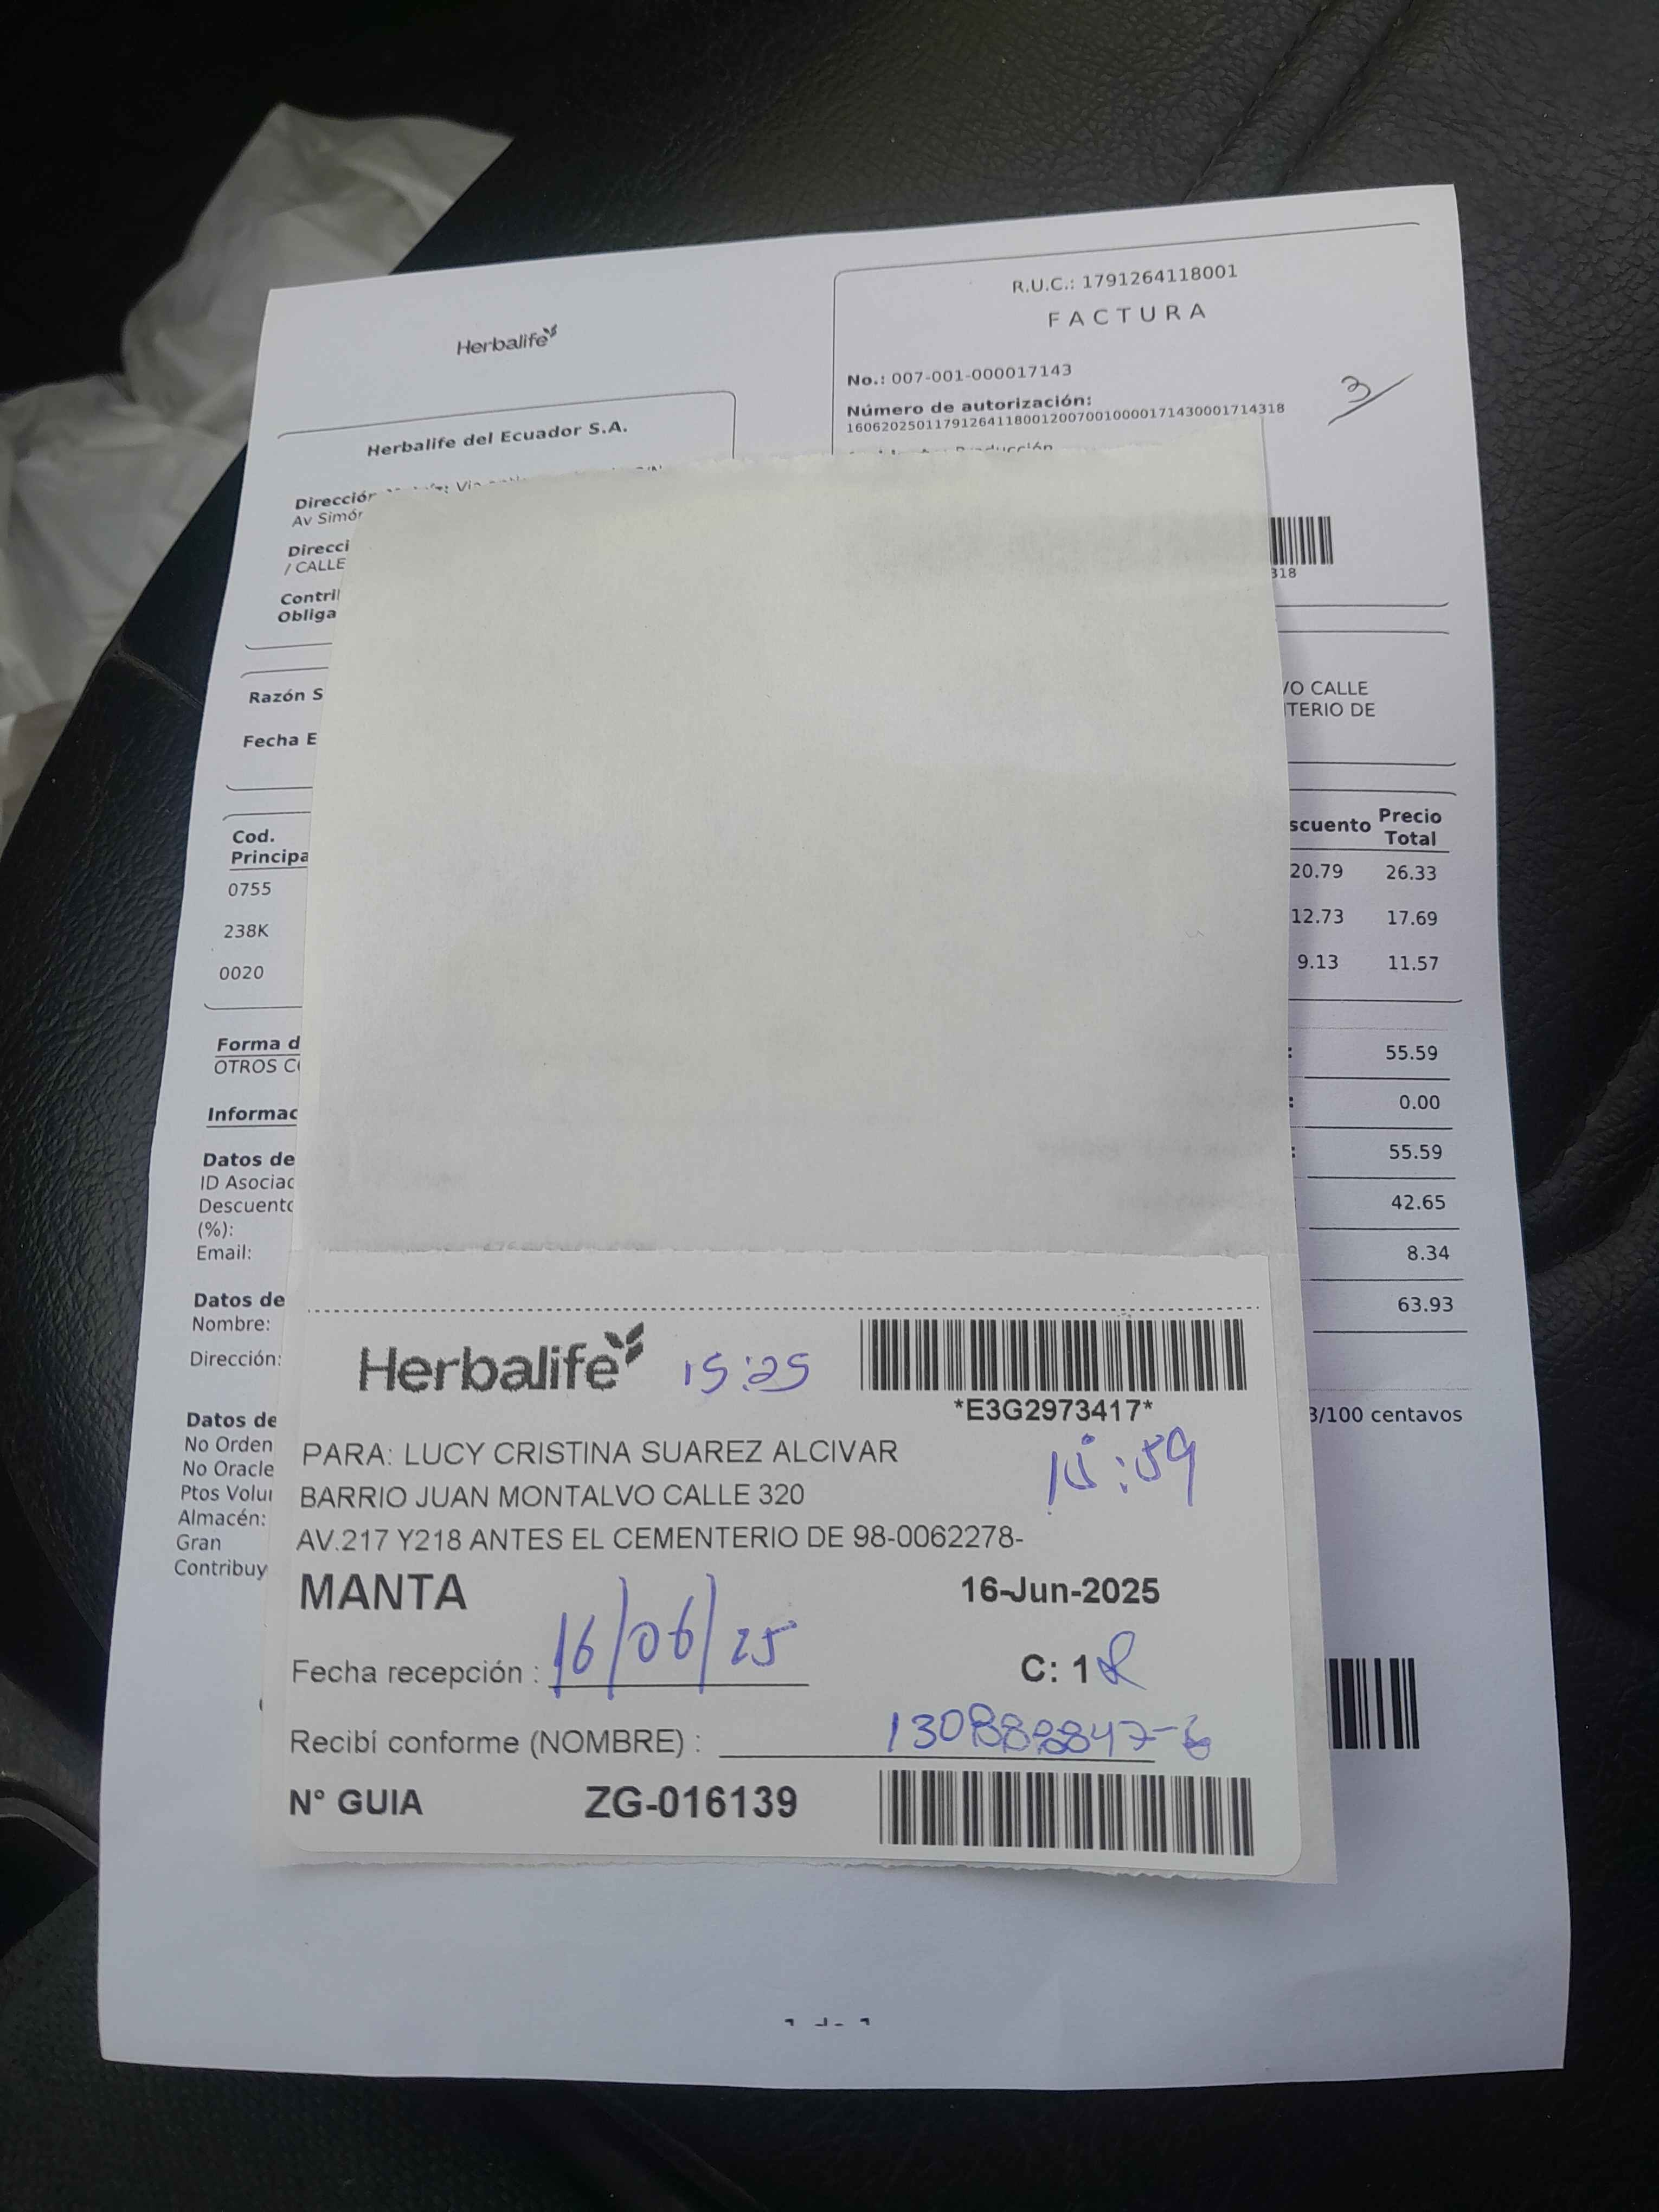 R.U.C.: 1791264118001
FACTURA
Herbalife
No.: 007-001-000017143
Número de autorización:
1606202501179126411800120070010000171430001714318
3
Herbalife del Ecuador S.A.
Dirección
Av Simón
Direcci
/ CALLE
318
Contri
Obliga
Razón S
VO CALLE
TERIO DE
Fecha E
Cod.
Principa
scuento
Precio
Total
0755
20.79 26.33
238K
12.73 17.69
0020
9.13 11.57
Forma d
OTROS C
: 55.59
: 0.00
Informac
: 55.59
Datos de
ID Asociac
Descuento
(%):
42.65
Email:
8.34
Datos de
Nombre:
63.93
Dirección:
3/100 centavos
Datos de
No Orden
No Oracle
Ptos Volu
Almacén:
Gran
Contribuy
Herbalife 15:25
*E3G2973417*
PARA: LUCY CRISTINA SUAREZ ALCIVAR
BARRIO JUAN MONTALVO CALLE 320
AV.217 Y218 ANTES EL CEMENTERIO DE 98-0062278-
MANTA 16-Jun-2025
Fecha recepción : 16/06/25 C: 1
Recibí conforme (NOMBRE) :
N° GUIA ZG-016139